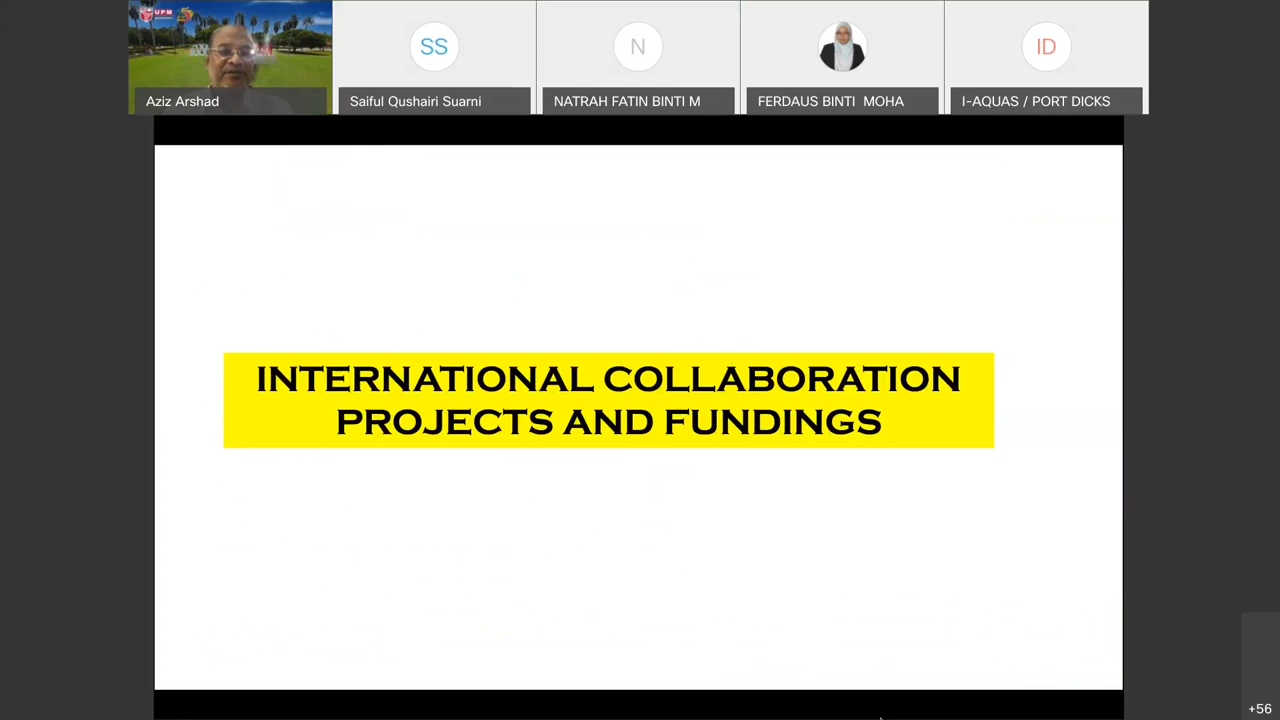 UPM
SS
N
ID
Aziz Arshad
Saiful Qushairi Suarni
NATRAH FATIN BINTI M
FERDAUS BINTI MOHA
I-AQUAS / PORT DICKS
INTERNATIONAL COLLABORATION
PROJECTS AND FUNDINGS
+56